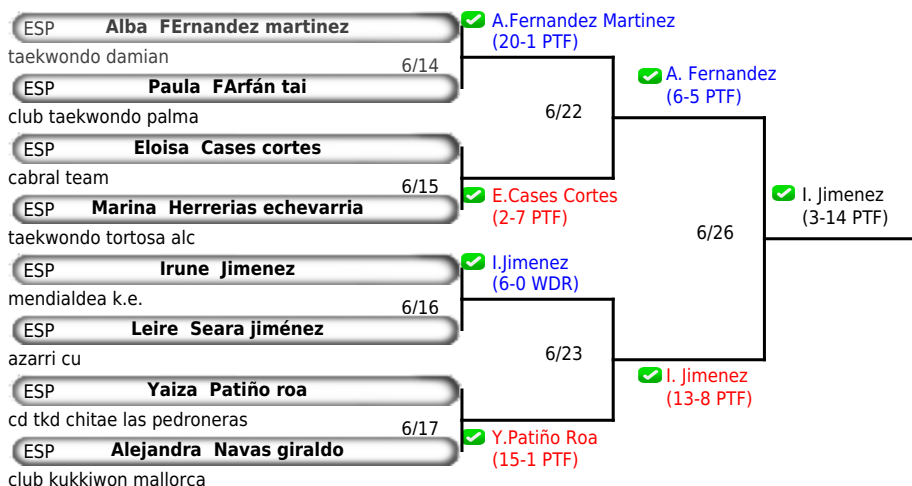 ESP Alba FErnandez martinez
taekwondo damian
6/14
ESP Paula FArfán tai
club taekwondo palma
ESP Eloisa Cases cortes
cabral team
6/15
ESP Marina Herrerias echevarria
taekwondo tortosa alc
ESP Irune Jimenez
mendialdea k.e.
6/16
ESP Leire Seara jiménez
azarri cu
ESP Yaiza Patiño roa
cd tkd chitae las pedroneras
6/17
ESP Alejandra Navas giraldo
club kukkiwon mallorca
A.Fernandez Martinez
(20-1 PTF)
6/22
E.Cases Cortes
(2-7 PTF)
I.Jimenez
(6-0 WDR)
6/23
Y.Patiño Roa
(15-1 PTF)
A. Fernandez
(6-5 PTF)
6/26
I. Jimenez
(13-8 PTF)
I. Jimenez
(3-14 PTF)